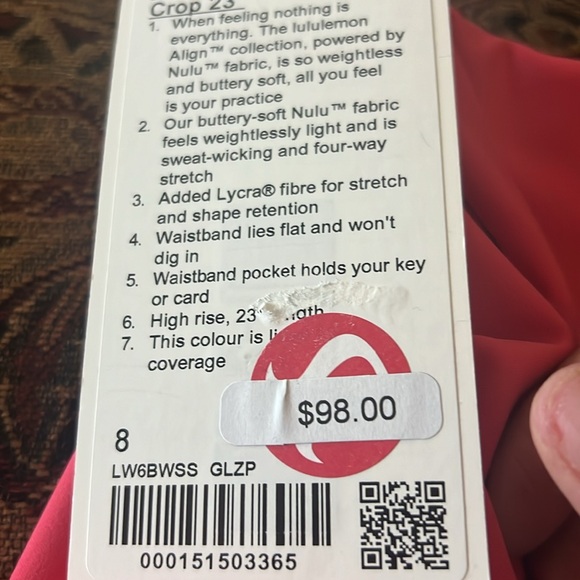 Crop 23"
1. When feeling nothing is
everything. The lululemon
Align™ collection, powered by
Nulu™ fabric, is so weightless
and buttery soft, all you feel
is your practice
2. Our buttery-soft Nulu™ fabric
feels weightlessly light and is
sweat-wicking and four-way
stretch
3. Added Lycra® fibre for stretch
and shape retention
4. Waistband lies flat and won't
dig in
5. Waistband pocket holds your key
or card
6. High rise, 23"
7. This colour is
coverage
$98.00
8
LW6BWSS GLZP
000151503365